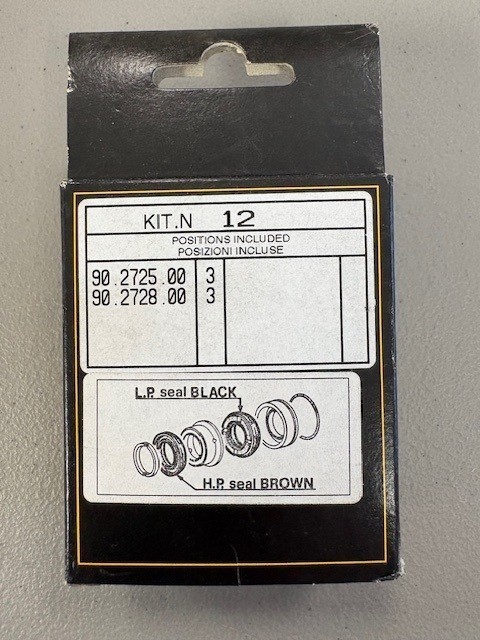 KIT.N 12
POSITIONS INCLUDED
POSIZIONI INCLUSE
90.2725.00 3
90.2728.00 3
L.P. seal BLACK
H.P. seal BROWN